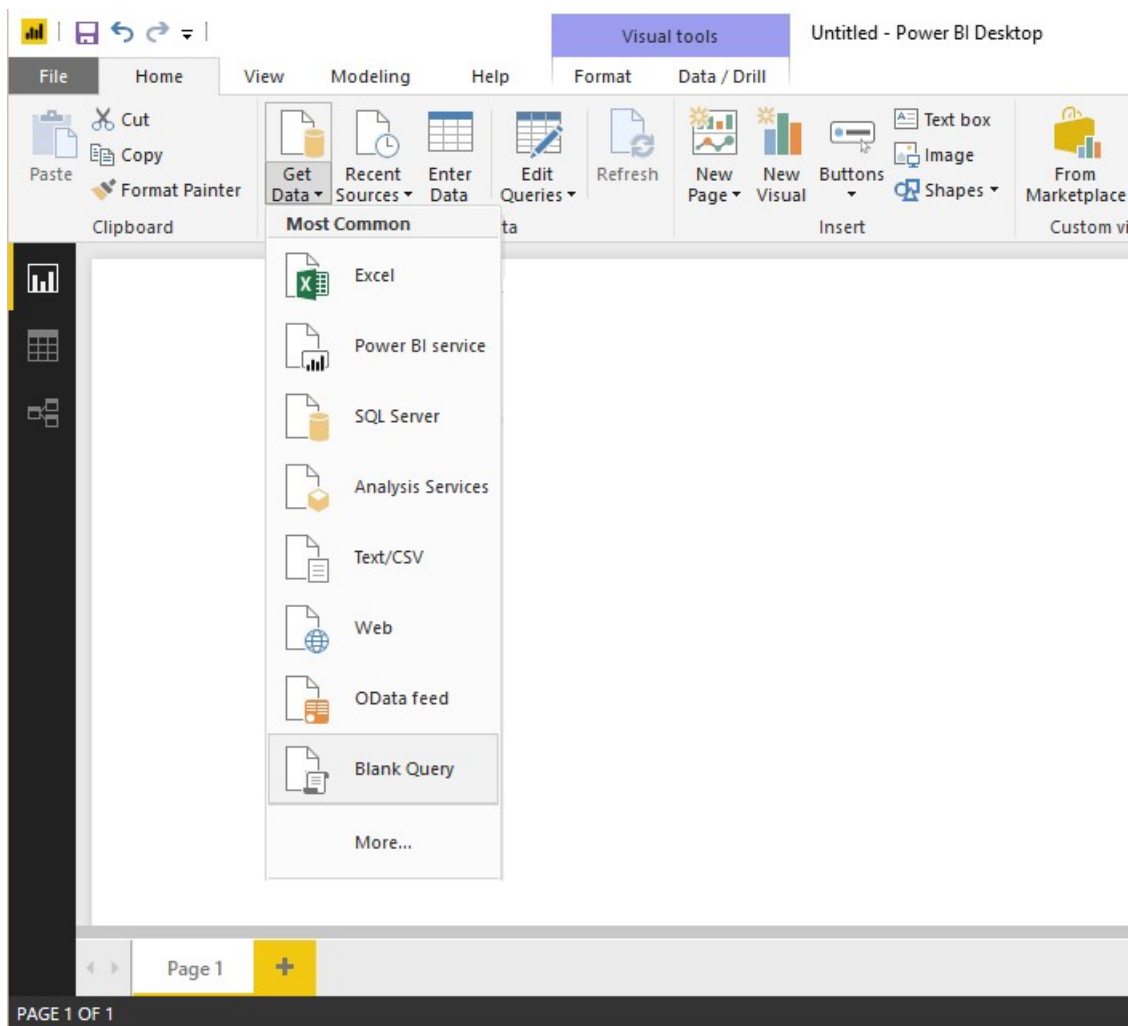 Visual tools
Untitled - Power BI Desktop
File
Home
View
Modeling
Help
Format
Data / Drill
Paste
Cut
Copy
Format Painter
Clipboard
Get
Data
Recent
Sources
Enter
Data
Edit
Queries
ta
Refresh
New
Page
New
Visual
Buttons
Text box
Image
Shapes
Insert
From
Marketplace
Custom vi
Most Common
Excel
Power BI service
SQL Server
Analysis Services
Text/CSV
Web
OData feed
Blank Query
More...
Page 1
PAGE 1 OF 1